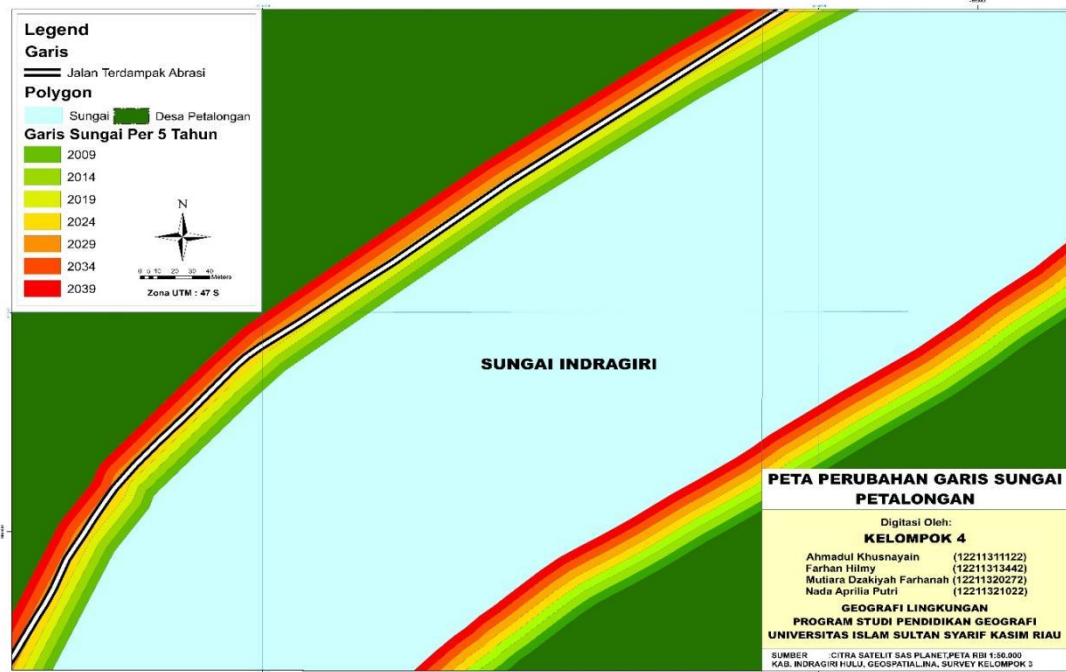 Legend
Garis
Jalan Terdampak Abrasi
Polygon
Sungai Desa Petalongan
Garis Sungai Per 5 Tahun
2009
2014
2019
2024
2029
2034
2039
N
0 5 10 20 30 40
Meters
Zona UTM : 47 S
SUNGAI INDRAGIRI
PETA PERUBAHAN GARIS SUNGAI
PETALONGAN
Digitasi Oleh:
KELOMPOK 4
Ahmadul Khusnayain (12211311122)
Farhan Hilmy (12211313442)
Mutiara Dzakiyah Farhanah (12211320272)
Nada Aprilia Putri (12211321022)
GEOGRAFI LINGKUNGAN
PROGRAM STUDI PENDIDIKAN GEOGRAFI
UNIVERSITAS ISLAM SULTAN SYARIF KASIM RIAU
SUMBER :CITRA SATELIT SAS PLANET,PETA RBI 1:50.000
KAB. INDRAGIRI HULU, GEOSPATIAL.INA, SURVEY KELOMPOK 3